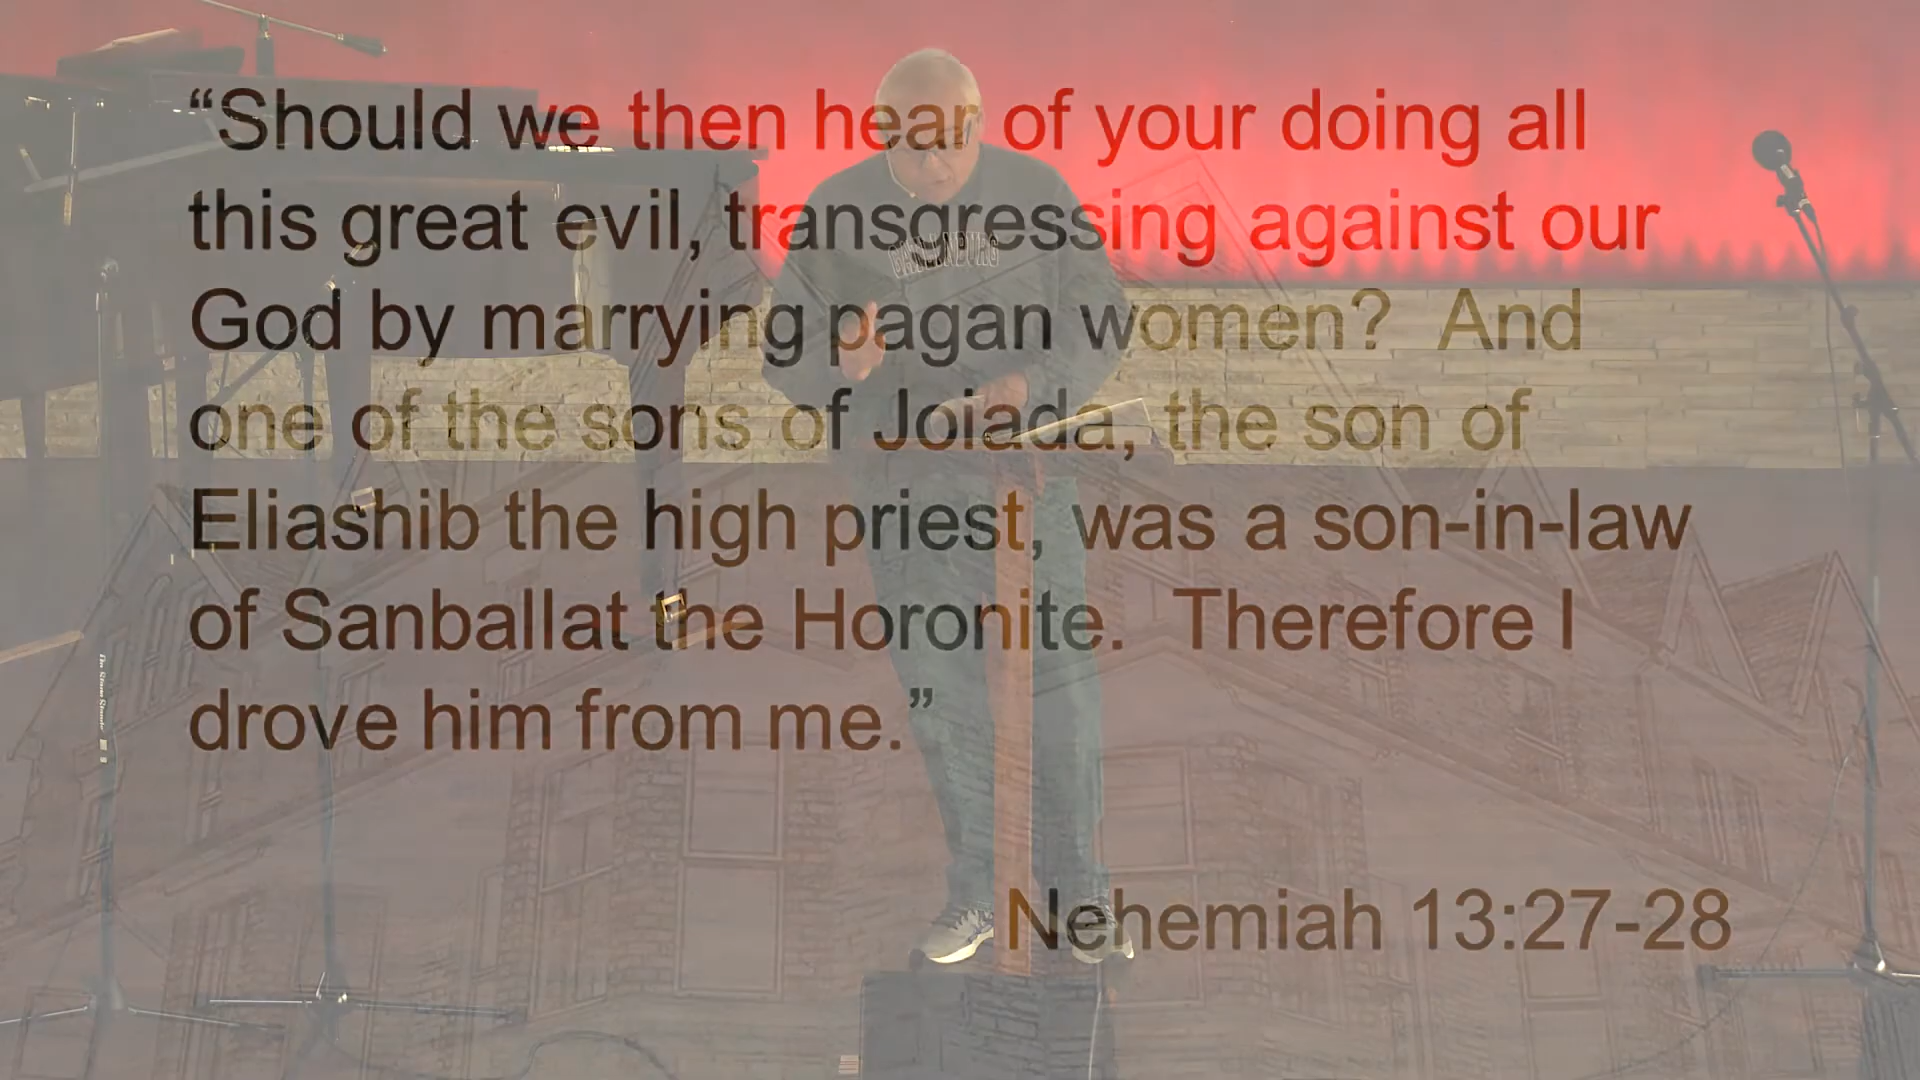 “Should we then hear of your doing all
this great evil, transgressing against our
God by marrying pagan women?  And
one of the sons of Joiada, the son of
Eliashib the high priest, was a son-in-law
of Sanballat the Horonite.  Therefore I
drove him from me.”
Nehemiah 13:27-28
GATLINBURG